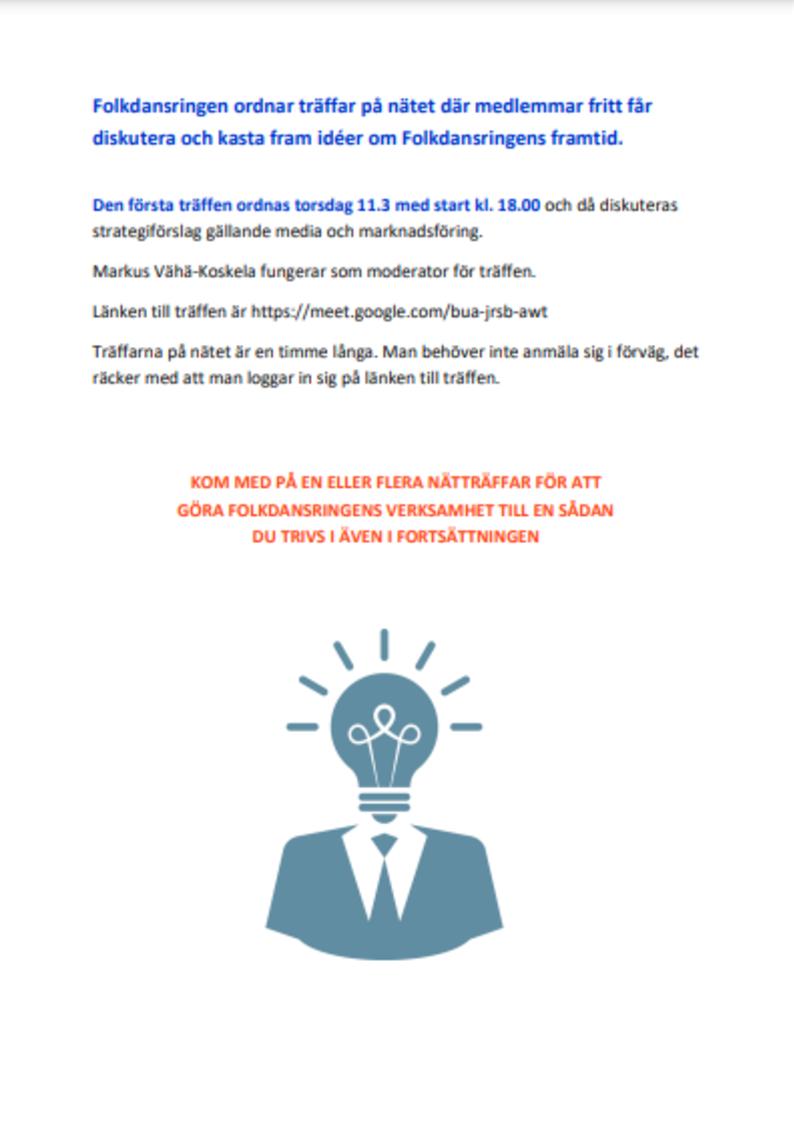 Folkdansringen ordnar träffar på nätet där medlemmar fritt får
diskutera och kasta fram idéer om Folkdansringens framtid.
Den första träffen ordnas torsdag 11.3 med start kl. 18.00 och då diskuteras
strategiförslag gällande media och marknadsföring.
Markus Vähä-Koskela fungerar som moderator för träffen.
Länken till träffen är https://meet.google.com/bua-jrsb-awt
Träffarna på nätet är en timme långa. Man behöver inte anmäla sig i förväg, det
räcker med att man loggar in sig på länken till träffen.
KOM MED PÅ EN ELLER FLERA NÄTTRÄFFAR FÖR ATT
GÖRA FOLKDANSRINGENS VERKSAMHET TILL EN SÅDAN
DU TRIVS I ÄVEN I FORTSÄTTNINGEN